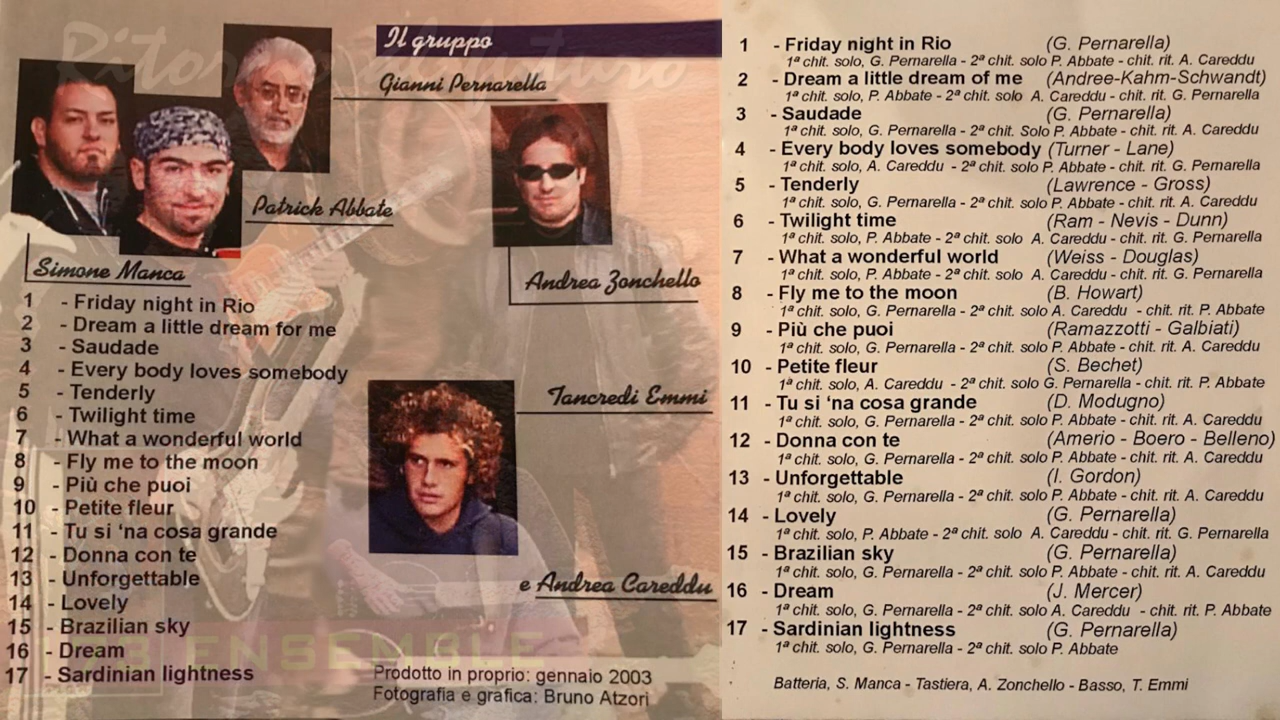 Ritorno al futuro
Il gruppo
Gianni Pernarella
Patrick Abbate
Simone Manca
Andrea Zonchello
Tancredi Emmi
e Andrea Careddu
1 - Friday night in Rio
2 - Dream a little dream for me
3 - Saudade
4 - Every body loves somebody
5 - Tenderly
6 - Twilight time
7 - What a wonderful world
8 - Fly me to the moon
9 - Più che puoi
10 - Petite fleur
11 - Tu si ‘na cosa grande
12 - Donna con te
13 - Unforgettable
14 - Lovely
15 - Brazilian sky
16 - Dream
17 - Sardinian lightness
ENSEMBLE
Prodotto in proprio: gennaio 2003
Fotografia e grafica: Bruno Atzori
1 - Friday night in Rio (G. Pernarella)
1ª chit. solo, G. Pernarella - 2ª chit. solo P. Abbate - chit. rit. A. Careddu
2 - Dream a little dream of me (Andree-Kahm-Schwandt)
1ª chit. solo, P. Abbate - 2ª chit. solo A. Careddu - chit. rit. G. Pernarella
3 - Saudade (G. Pernarella)
1ª chit. solo, G. Pernarella - 2ª chit. Solo P. Abbate - chit. rit. A. Careddu
4 - Every body loves somebody (Turner - Lane)
1ª chit. solo, A. Careddu - 2ª chit. solo P. Abbate - chit. rit. G. Pernarella
5 - Tenderly (Lawrence - Gross)
1ª chit. solo, G. Pernarella - 2ª chit. solo P. Abbate - chit. rit. A. Careddu
6 - Twilight time (Ram - Nevis - Dunn)
1ª chit. solo, P. Abbate - 2ª chit. solo A. Careddu - chit. rit. G. Pernarella
7 - What a wonderful world (Weiss - Douglas)
1ª chit. solo, P. Abbate - 2ª chit. solo A. Careddu - chit. rit. G. Pernarella
8 - Fly me to the moon (B. Howart)
1ª chit. solo, G. Pernarella - 2ª chit. solo A. Careddu - chit. rit. P. Abbate
9 - Più che puoi (Ramazzotti - Galbiati)
1ª chit. solo, G. Pernarella - 2ª chit. solo P. Abbate - chit. rit. A. Careddu
10 - Petite fleur (S. Bechet)
1ª chit. solo, A. Careddu - 2ª chit. solo G. Pernarella - chit. rit. P. Abbate
11 - Tu si ‘na cosa grande (D. Modugno)
1ª chit. solo, G. Pernarella - 2ª chit. solo P. Abbate - chit. rit. A. Careddu
12 - Donna con te (Amerio - Boero - Belleno)
1ª chit. solo, G. Pernarella - 2ª chit. solo P. Abbate - chit. rit. A. Careddu
13 - Unforgettable (I. Gordon)
1ª chit. solo, G. Pernarella - 2ª chit. solo P. Abbate - chit. rit. A. Careddu
14 - Lovely (G. Pernarella)
1ª chit. solo, P. Abbate - 2ª chit. solo A. Careddu - chit. rit. G. Pernarella
15 - Brazilian sky (G. Pernarella)
1ª chit. solo, G. Pernarella - 2ª chit. solo P. Abbate - chit. rit. A. Careddu
16 - Dream (J. Mercer)
1ª chit. solo, G. Pernarella - 2ª chit. solo A. Careddu - chit. rit. P. Abbate
17 - Sardinian lightness (G. Pernarella)
1ª chit. solo, G. Pernarella - 2ª chit. solo P. Abbate
Batteria, S. Manca - Tastiera, A. Zonchello - Basso, T. Emmi